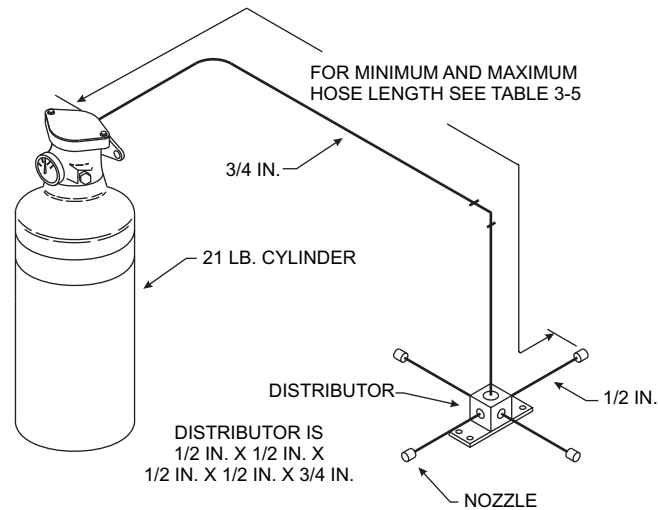 FOR MINIMUM AND MAXIMUM
HOSE LENGTH SEE TABLE 3-5
3/4 IN.
21 LB. CYLINDER
DISTRIBUTOR
1/2 IN.
DISTRIBUTOR IS
1/2 IN. X 1/2 IN. X
1/2 IN. X 1/2 IN. X 3/4 IN.
NOZZLE